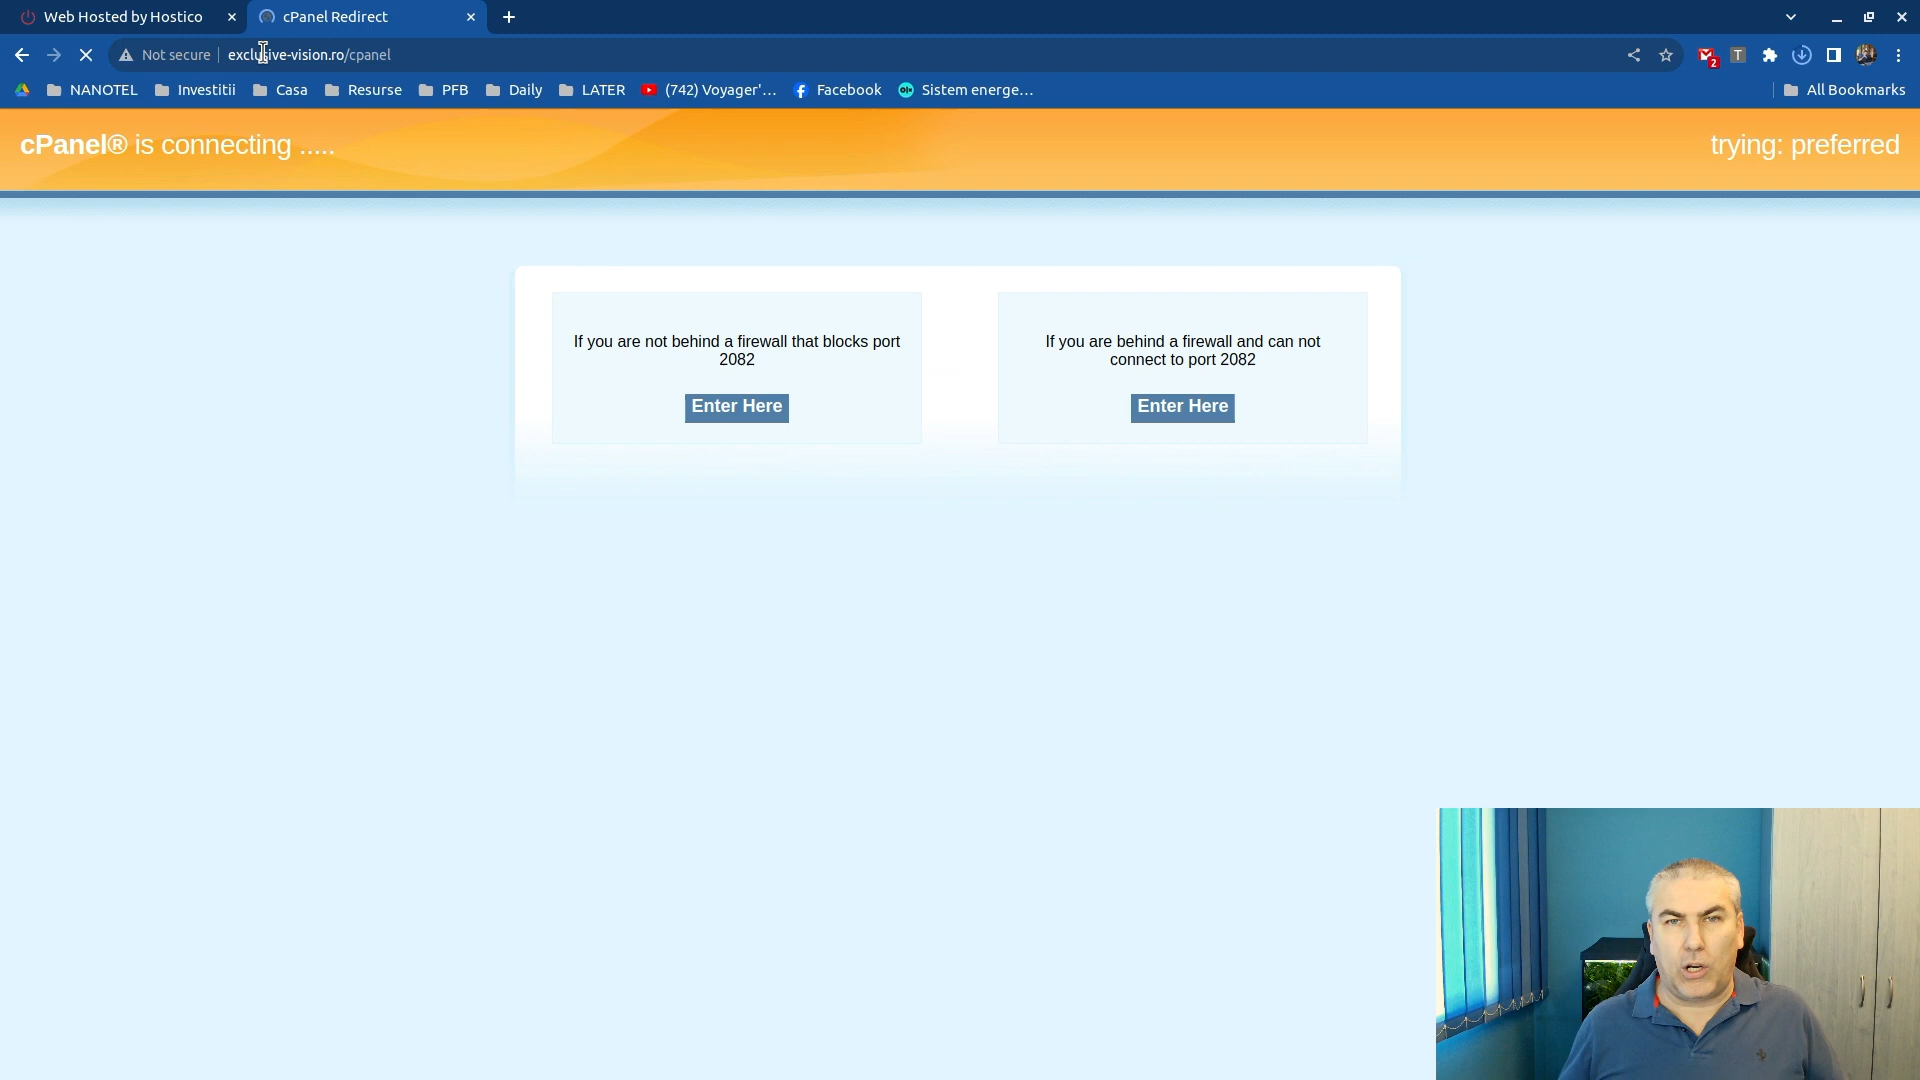 Web Hosted by Hostico
cPanel Redirect
Not secure
exclusive-vision.ro/cpanel
T
2
NANOTEL
Investitii
Casa
Resurse
PFB
Daily
LATER
(742) Voyager'...
Facebook
Sistem energe...
All Bookmarks
cPanel® is connecting .....
trying: preferred
If you are not behind a firewall that blocks port
2082
Enter Here
If you are behind a firewall and can not
connect to port 2082
Enter Here